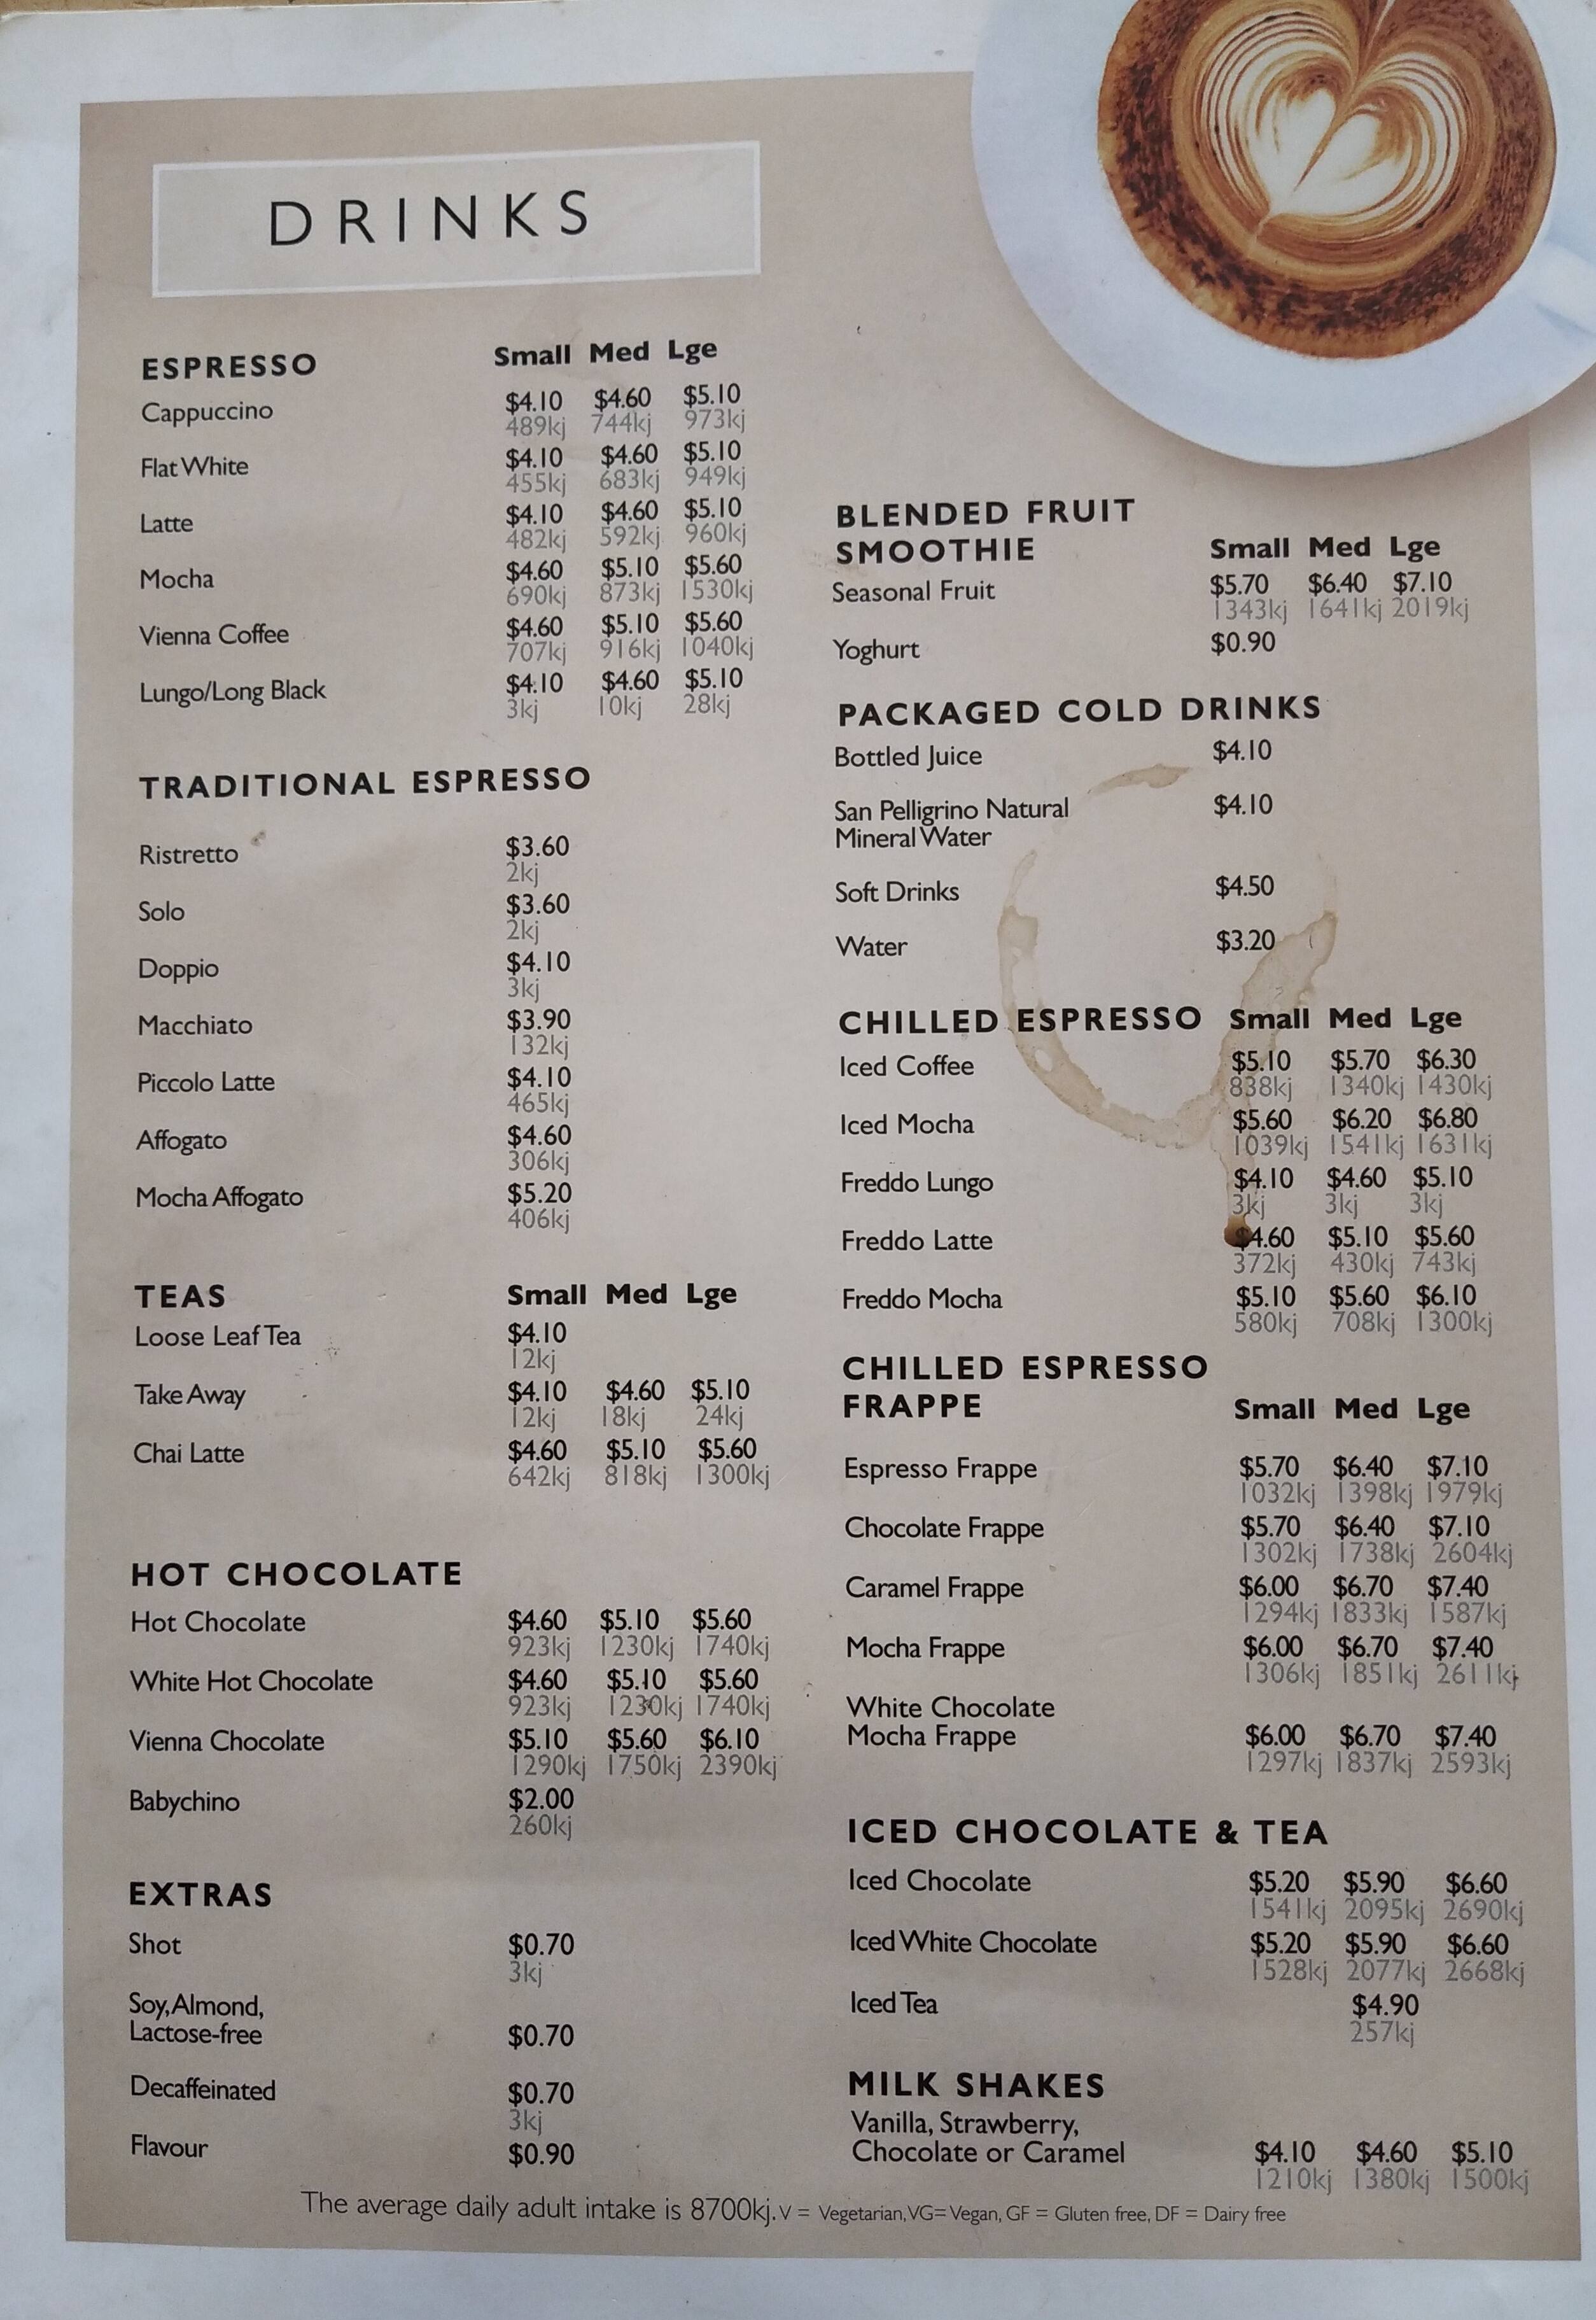 DRINKS
ESPRESSO Small Med Lge
Cappuccino $4.10 $4.60 $5.10
489kj 744kj 973kj
Flat White $4.10 $4.60 $5.10
455kj 683kj 949kj
Latte $4.10 $4.60 $5.10
482kj 592kj 960kj
Mocha $4.60 $5.10 $5.60
690kj 873kj 1530kj
Vienna Coffee $4.60 $5.10 $5.60
707kj 916kj 1040kj
Lungo/Long Black $4.10 $4.60 $5.10
3kj 10kj 28kj
TRADITIONAL ESPRESSO
Ristretto $3.60
2kj
Solo $3.60
2kj
Doppio $4.10
3kj
Macchiato $3.90
132kj
Piccolo Latte $4.10
465kj
Affogato $4.60
306kj
Mocha Affogato $5.20
406kj
TEAS Small Med Lge
Loose Leaf Tea $4.10
12kj
Take Away $4.10 $4.60 $5.10
12kj 18kj 24kj
Chai Latte $4.60 $5.10 $5.60
642kj 818kj 1300kj
HOT CHOCOLATE
Hot Chocolate $4.60 $5.10 $5.60
923kj 1230kj 1740kj
White Hot Chocolate $4.60 $5.10 $5.60
923kj 1230kj 1740kj
Vienna Chocolate $5.10 $5.60 $6.10
1290kj 1750kj 2390kj
Babychino $2.00
260kj
EXTRAS
Shot $0.70
3kj
Soy, Almond,
Lactose-free $0.70
Decaffeinated $0.70
3kj
Flavour $0.90
BLENDED FRUIT
SMOOTHIE Small Med Lge
Seasonal Fruit $5.70 $6.40 $7.10
1343kj 1641kj 2019kj
Yoghurt $0.90
PACKAGED COLD DRINKS
Bottled Juice $4.10
San Pelligrino Natural $4.10
Mineral Water
Soft Drinks $4.50
Water $3.20
CHILLED ESPRESSO Small Med Lge
Iced Coffee $5.10 $5.70 $6.30
838kj 1340kj 1430kj
Iced Mocha $5.60 $6.20 $6.80
1039kj 1541kj 1631kj
Freddo Lungo $4.10 $4.60 $5.10
3kj 3kj 3kj
Freddo Latte $4.60 $5.10 $5.60
372kj 430kj 743kj
Freddo Mocha $5.10 $5.60 $6.10
580kj 708kj 1300kj
CHILLED ESPRESSO
FRAPPE Small Med Lge
Espresso Frappe $5.70 $6.40 $7.10
1032kj 1398kj 1979kj
Chocolate Frappe $5.70 $6.40 $7.10
1302kj 1738kj 2604kj
Caramel Frappe $6.00 $6.70 $7.40
1294kj 1833kj 1587kj
Mocha Frappe $6.00 $6.70 $7.40
1306kj 1851kj 2611kj
White Chocolate
Mocha Frappe $6.00 $6.70 $7.40
1297kj 1837kj 2593kj
ICED CHOCOLATE & TEA
Iced Chocolate $5.20 $5.90 $6.60
1541kj 2095kj 2690kj
Iced White Chocolate $5.20 $5.90 $6.60
1528kj 2077kj 2668kj
Iced Tea $4.90
257kj
MILK SHAKES
Vanilla, Strawberry,
Chocolate or Caramel $4.10 $4.60 $5.10
1210kj 1380kj 1500kj
The average daily adult intake is 8700kj. V = Vegetarian, VG= Vegan, GF = Gluten free, DF = Dairy free